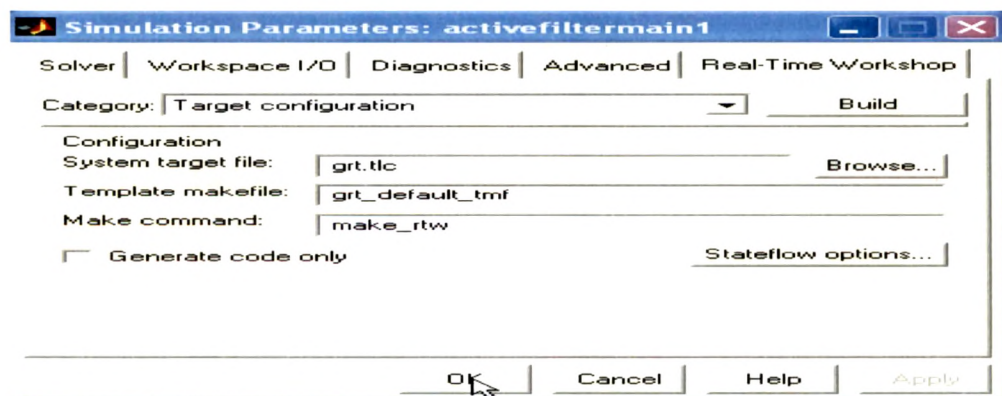 Simulation Parameters: activefiltermain1
Solver Workspace I/O Diagnostics Advanced Real-Time Workshop
Category: Target configuration Build
Configuration
System target file: grt.tlc Browse...
Template makefile: grt_default_tmf
Make command: make_rtw
Generate code only Stateflow options...
OK Cancel Help Apply